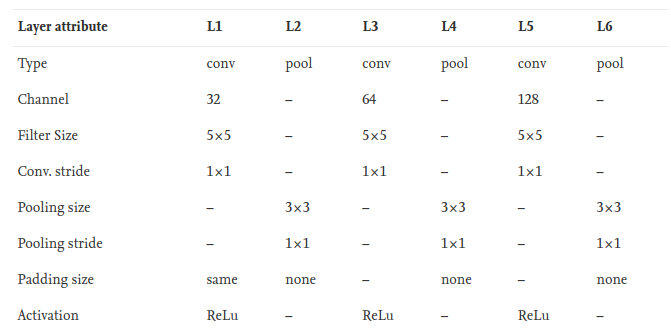 Layer attribute L1 L2 L3 L4 L5 L6
Type conv pool conv pool conv pool
Channel 32 – 64 – 128 –
Filter Size 5×5 – 5×5 – 5×5 –
Conv. stride 1×1 – 1×1 – 1×1 –
Pooling size – 3×3 – 3×3 – 3×3
Pooling stride – 1×1 – 1×1 – 1×1
Padding size same none – none – none
Activation ReLu – ReLu – ReLu –